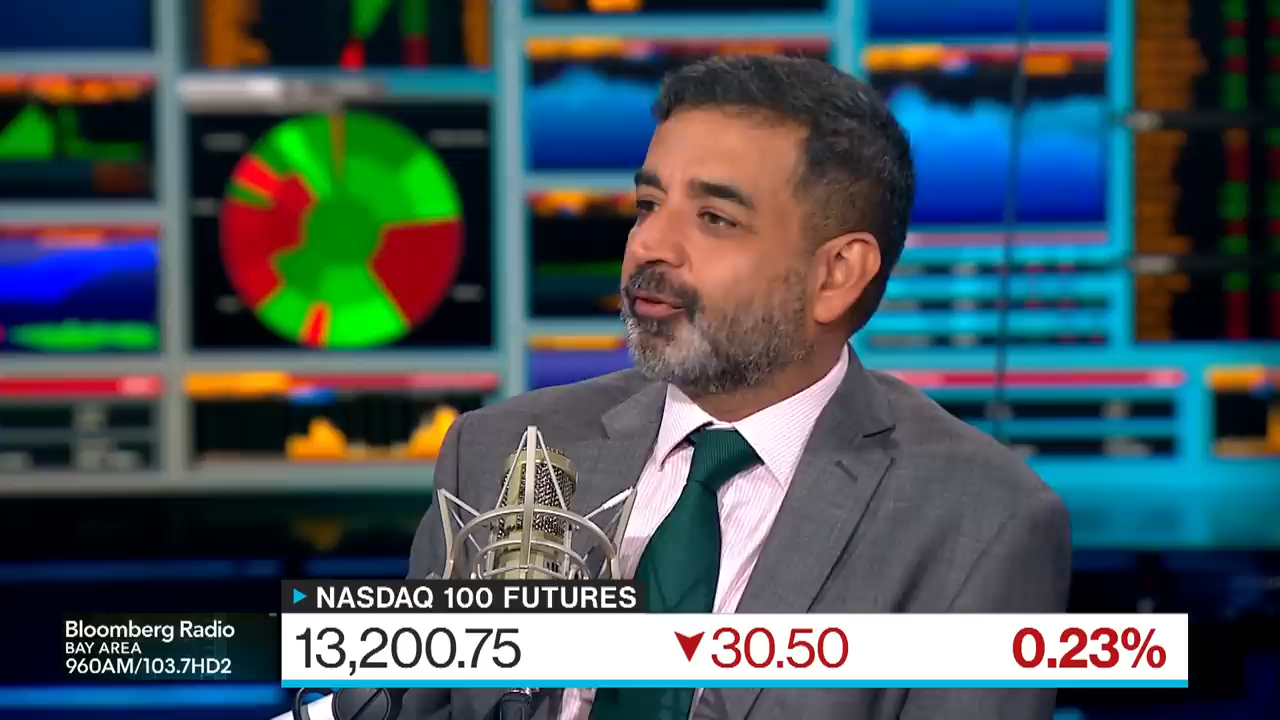 NASDAQ 100 FUTURES
Bloomberg Radio
BAY AREA
960AM/103.7HD2
13,200.75 ▼30.50 0.23%